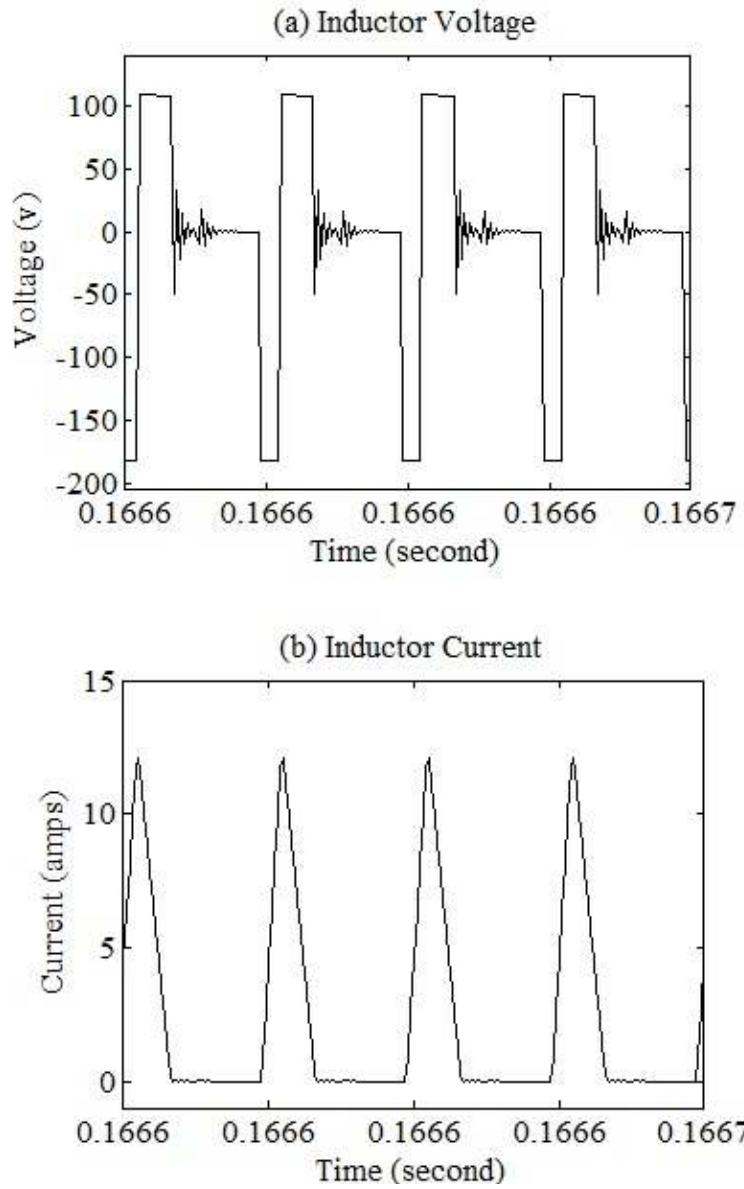 (a) Inductor Voltage
100
50
0
-50
-100
-150
-200
Voltage (v)
0.1666 0.1666 0.1666 0.1666 0.1667
Time (second)
(b) Inductor Current
15
10
5
0
Current (amps)
0.1666 0.1666 0.1666 0.1666 0.1667
Time (second)